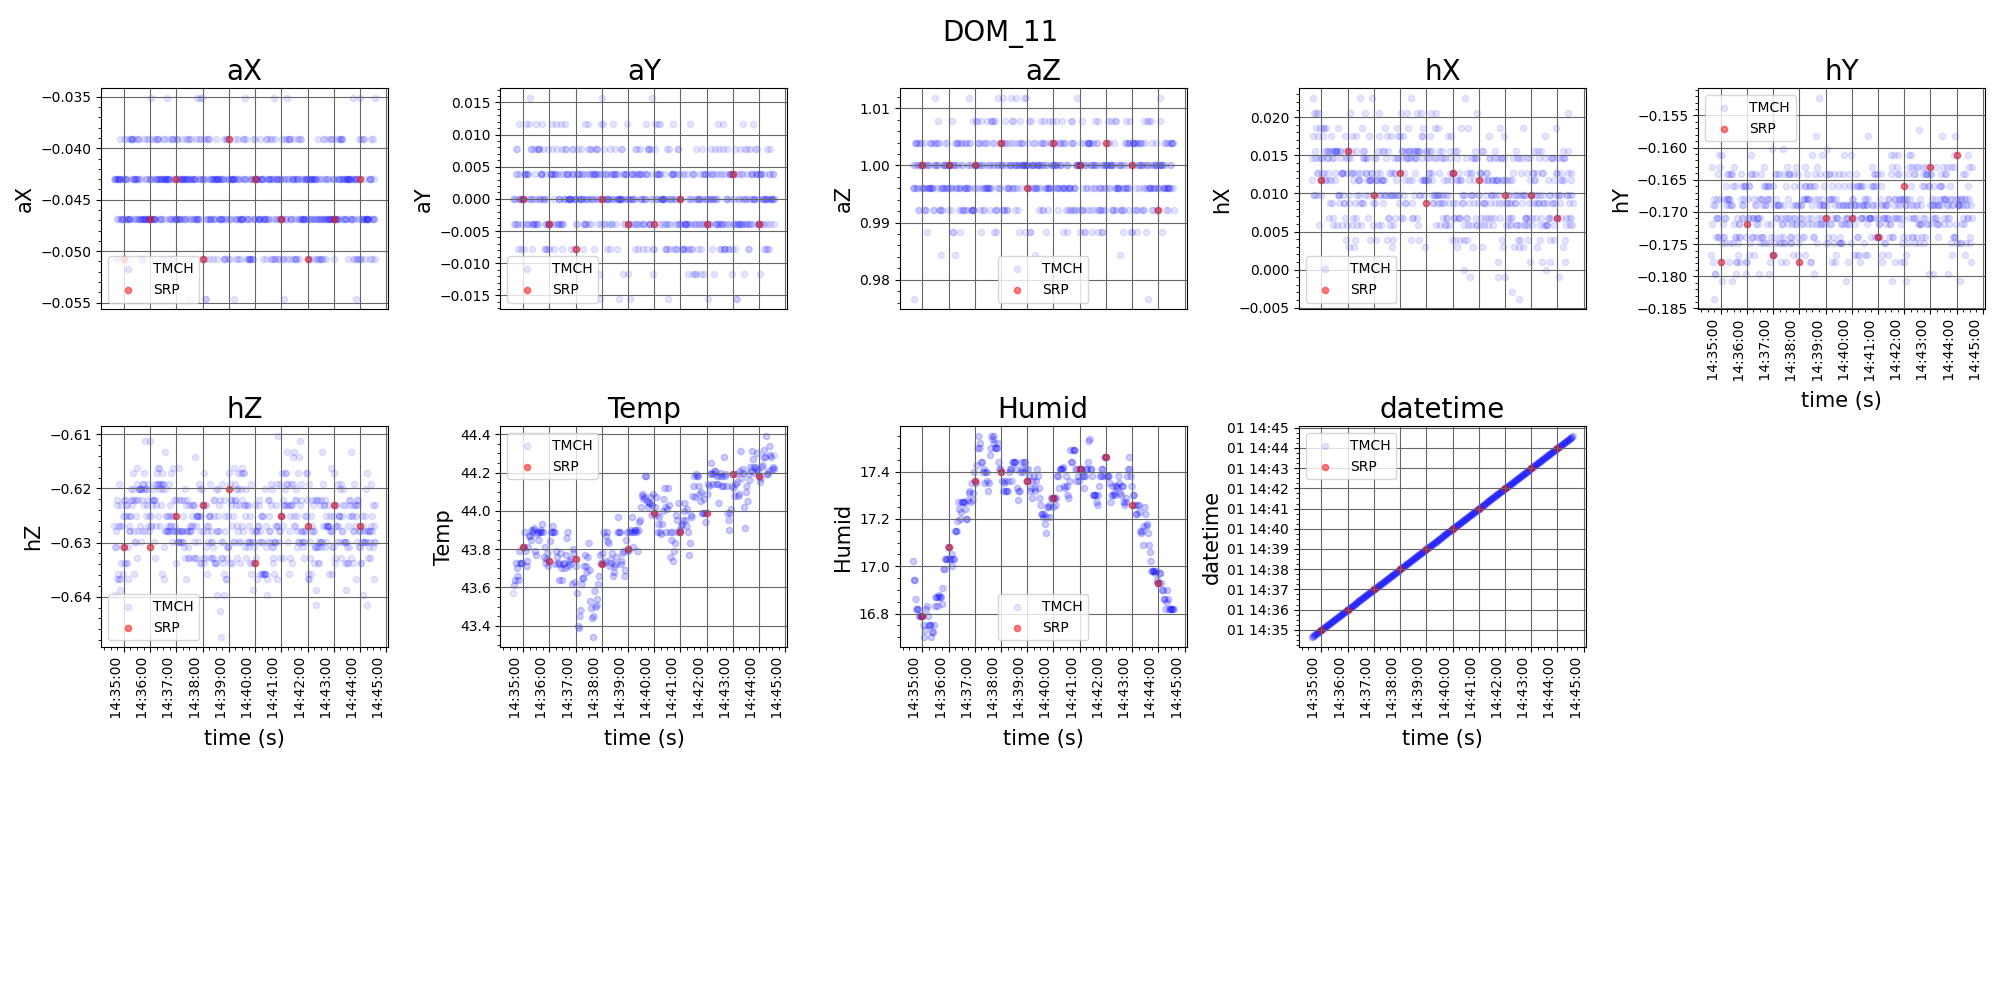 DOM_11
aX
aX
−0.035
−0.040
−0.045
−0.050
−0.055
TMCH
SRP
aY
aY
0.015
0.010
0.005
0.000
−0.005
−0.010
−0.015
TMCH
SRP
aZ
aZ
1.01
1.00
0.99
0.98
TMCH
SRP
hX
hX
0.020
0.015
0.010
0.005
0.000
−0.005
TMCH
SRP
hY
hY
−0.155
−0.160
−0.165
−0.170
−0.175
−0.180
−0.185
TMCH
SRP
14:35:00
14:36:00
14:37:00
14:38:00
14:39:00
14:40:00
14:41:00
14:42:00
14:43:00
14:44:00
14:45:00
time (s)
hZ
hZ
−0.61
−0.62
−0.63
−0.64
TMCH
SRP
14:35:00
14:36:00
14:37:00
14:38:00
14:39:00
14:40:00
14:41:00
14:42:00
14:43:00
14:44:00
14:45:00
time (s)
Temp
Temp
44.4
44.2
44.0
43.8
43.6
43.4
TMCH
SRP
14:35:00
14:36:00
14:37:00
14:38:00
14:39:00
14:40:00
14:41:00
14:42:00
14:43:00
14:44:00
14:45:00
time (s)
Humid
Humid
17.4
17.2
17.0
16.8
TMCH
SRP
14:35:00
14:36:00
14:37:00
14:38:00
14:39:00
14:40:00
14:41:00
14:42:00
14:43:00
14:44:00
14:45:00
time (s)
datetime
datetime
01 14:45
01 14:44
01 14:43
01 14:42
01 14:41
01 14:40
01 14:39
01 14:38
01 14:37
01 14:36
01 14:35
TMCH
SRP
14:35:00
14:36:00
14:37:00
14:38:00
14:39:00
14:40:00
14:41:00
14:42:00
14:43:00
14:44:00
14:45:00
time (s)